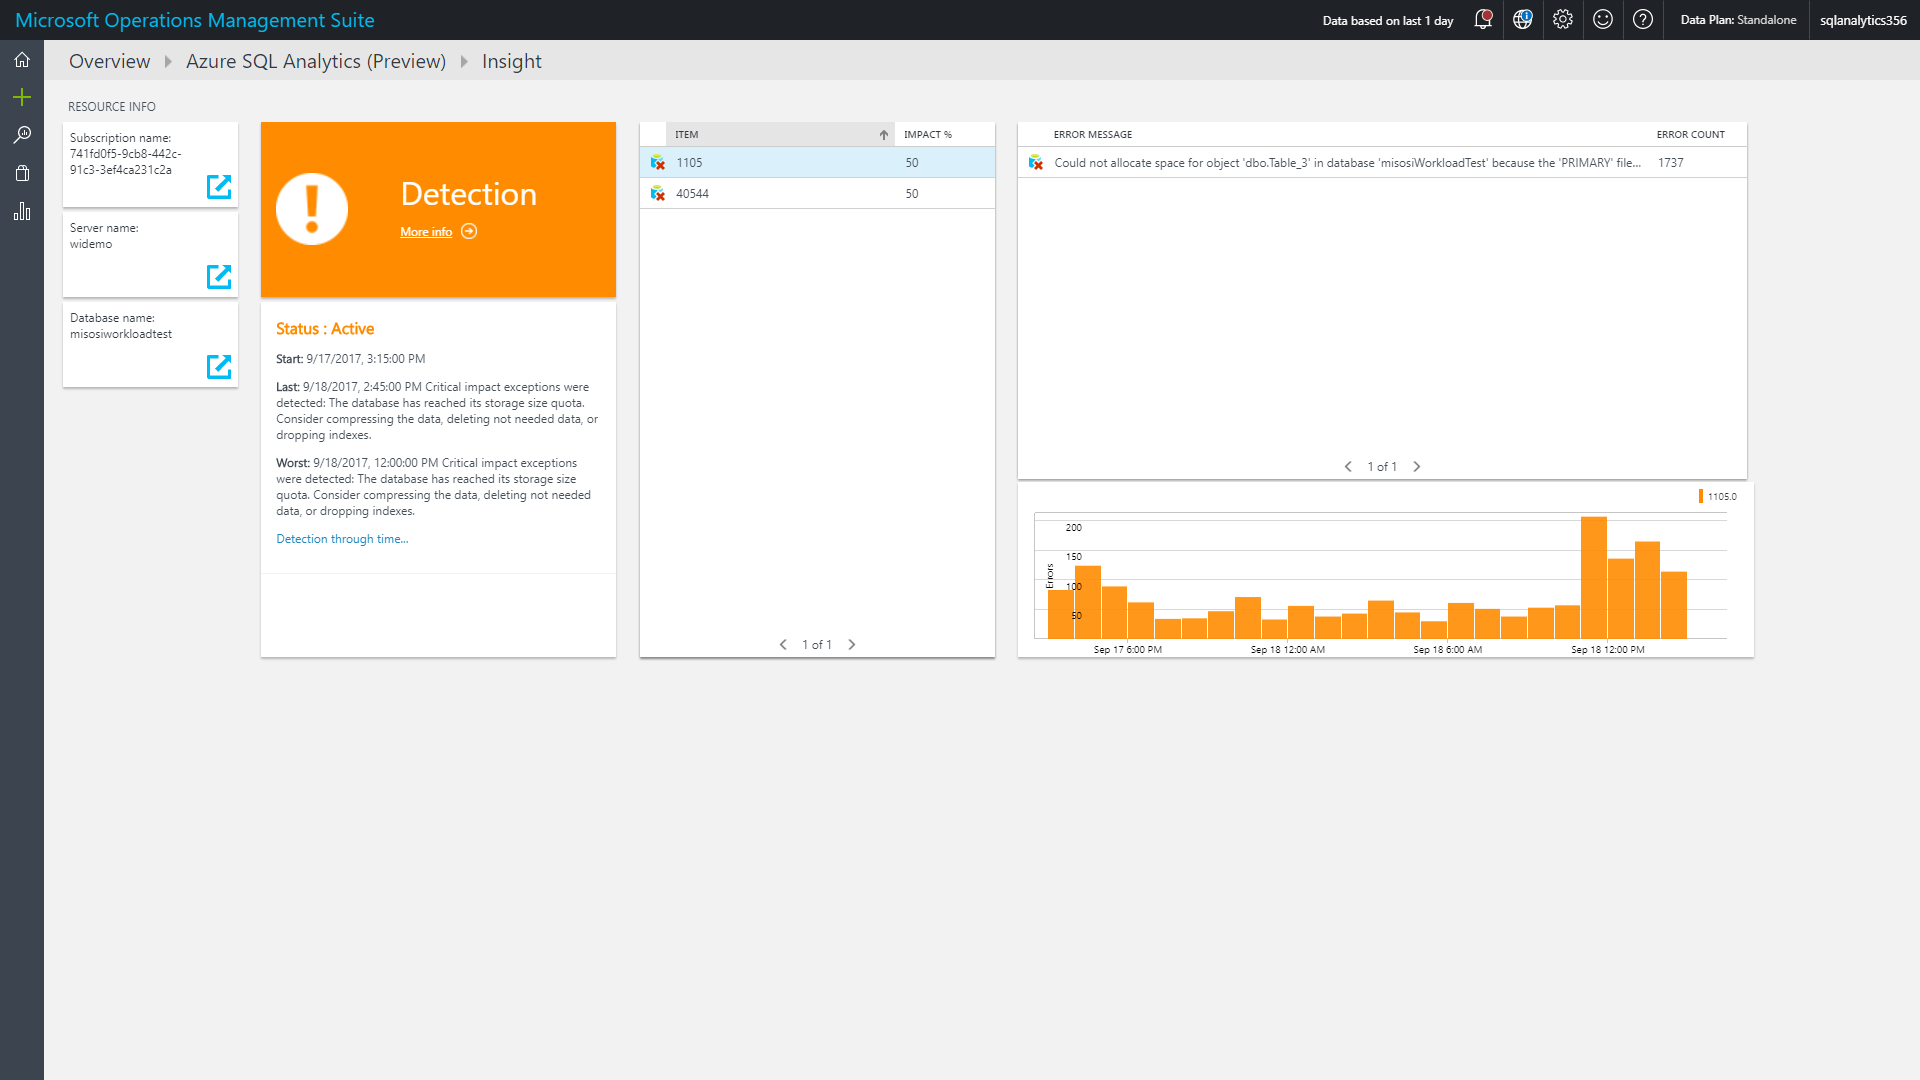 Microsoft Operations Management Suite
Data based on last 1 day
Data Plan: Standalone
sqlanalytics356
Overview
Azure SQL Analytics (Preview)
Insight
RESOURCE INFO
Subscription name:
741fd0f5-9cb8-442c-
91c3-3ef4ca231c2a
Server name:
widemo
Database name:
misosiworkloadtest
Detection
More info
Status : Active
Start: 9/17/2017, 3:15:00 PM
Last: 9/18/2017, 2:45:00 PM Critical impact exceptions were
detected: The database has reached its storage size quota.
Consider compressing the data, deleting not needed data, or
dropping indexes.
Worst: 9/18/2017, 12:00:00 PM Critical impact exceptions
were detected: The database has reached its storage size
quota. Consider compressing the data, deleting not needed
data, or dropping indexes.
Detection through time...
ITEM IMPACT %
1105 50
40544 50
1 of 1
ERROR MESSAGE ERROR COUNT
Could not allocate space for object 'dbo.Table_3' in database 'misosiWorkloadTest' because the 'PRIMARY' file... 1737
1 of 1
1105.0
Errors
200
150
100
50
Sep 17 6:00 PM Sep 18 12:00 AM Sep 18 6:00 AM Sep 18 12:00 PM